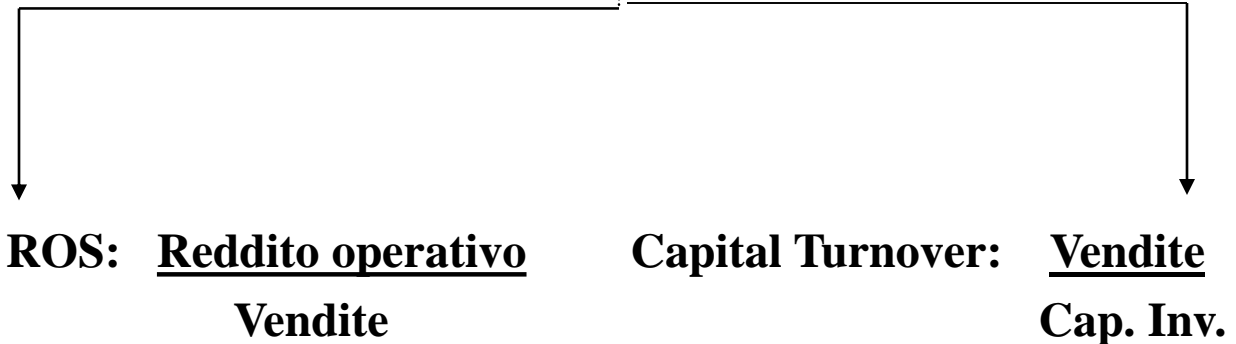 ROS: Reddito operativo Capital Turnover: Vendite
Vendite Cap. Inv.